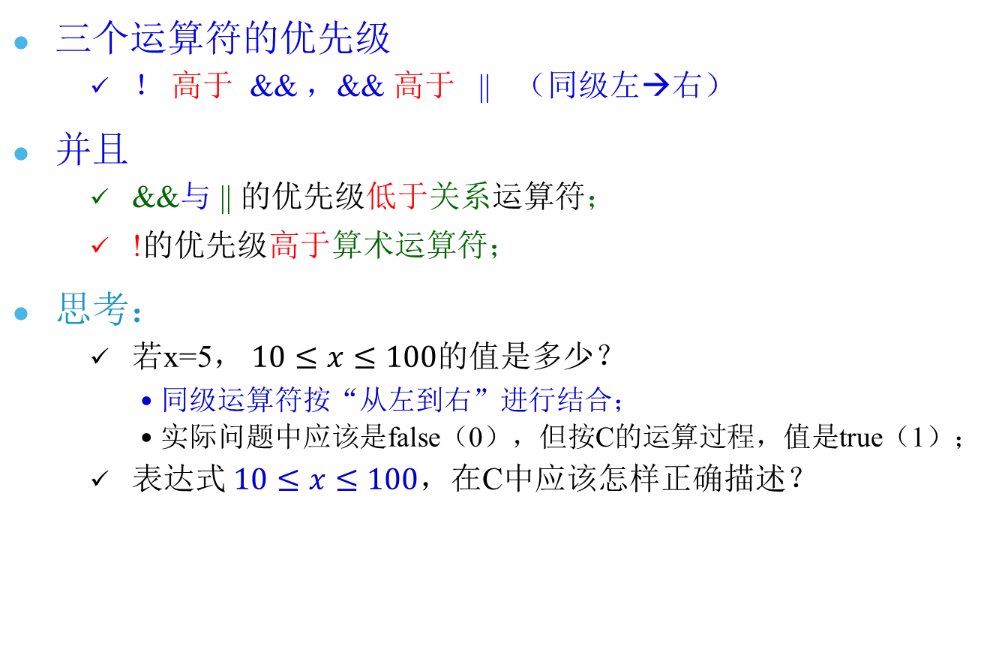 • 三个运算符的优先级
✓ ！ 高于 && ，&& 高于 || （同级左→右）
• 并且
✓ &&与 || 的优先级低于关系运算符；
✓ !的优先级高于算术运算符；
• 思考：
✓ 若x=5， 10 ≤ x ≤ 100的值是多少？
• 同级运算符按“从左到右”进行结合；
• 实际问题中应该是false（0），但按C的运算过程，值是true（1）；
✓ 表达式 10 ≤ x ≤ 100，在C中应该怎样正确描述？